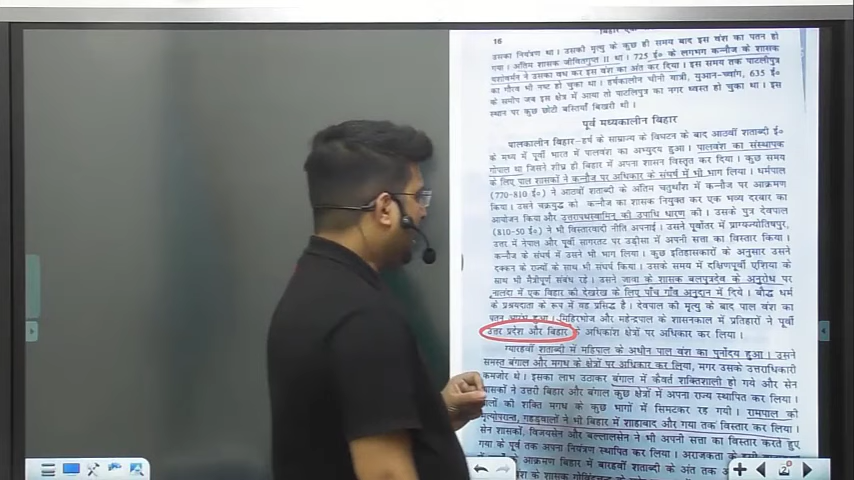 16
उसका नियंत्रण था। उसकी मृत्यु के कुछ ही समय बाद इस वंश का पतन हो
गया। अंतिम शासक जीवितगुप्त II था। 725 ई० के लगभग कन्नौज के शासक
यशोवर्मन ने उसका वध कर इस वंश का अंत कर दिया। इस समय तक पाटलीपुत्र
का गौरव भी नष्ट हो चुका था। हर्षकालीन चीनी यात्री, युआन-च्वांग, 635 ई०
के समीप जब इस क्षेत्र में आया तो पाटलिपुत्र का नगर ध्वस्त हो चुका था। इस
स्थान पर कुछ छोटी बस्तियाँ बिखरी थी।
पूर्व मध्यकालीन बिहार
पालकालीन बिहार-हर्ष के साम्राज्य के विघटन के बाद आठवीं शताब्दी ई०
के मध्य में पूर्वी भारत में पालवंश का अभ्युदय हुआ। पालवंश का संस्थापक
गोपाल था जिसने शीघ्र ही बिहार में अपना शासन विस्तृत कर दिया। कुछ समय
के लिए पाल शासकों ने कन्नौज पर अधिकार के संघर्ष में भी भाग लिया। धर्मपाल
(770-810 ई०) ने आठवीं शताब्दी के अंतिम चतुर्थांश में कन्नौज पर आक्रमण
किया। उसने चक्रयुद्ध को कन्नौज का शासक नियुक्त कर एक भव्य दरबार का
आयोजन किया और उत्तरापथस्वामिन् की उपाधि धारण की। उसके पुत्र देवपाल
(810-50 ई०) ने भी विस्तारवादी नीति अपनाई। उसने पूर्वोत्तर में प्राग्ज्योतिषपुर,
उत्तर में नेपाल और पूर्वी सागरतट पर उड़ीसा में अपनी सत्ता का विस्तार किया।
कन्नौज के संघर्ष में उसने भी भाग लिया। कुछ इतिहासकारों के अनुसार उसने
दक्कन के राज्यों के साथ भी संघर्ष किया। उसके समय में दक्षिणपूर्वी एशिया के
साथ भी मैत्रीपूर्ण संबंध रहे। उसने जावा के शासक बलपुत्रदेव के अनुरोध पर
नालंदा में एक विहार की देखरेख के लिए पाँच गाँव अनुदान में दिये। बौद्ध धर्म
के प्रश्रयदाता के रूप में वह प्रसिद्ध है। देवपाल की मृत्यु के बाद पाल वंश का
पतन आरंभ हुआ। मिहिरभोज और महेन्द्रपाल के शासनकाल में प्रतिहारों ने पूर्वी
उत्तर प्रदेश और बिहार के अधिकांश क्षेत्रों पर अधिकार कर लिया।
ग्यारहवीं शताब्दी में महिपाल के अधीन पाल वंश का पुर्नोदय हुआ। उसने
समस्त बंगाल और मगध के क्षेत्रों पर अधिकार कर लिया, मगर उसके उत्तराधिकारी
कमजोर थे। इसका लाभ उठाकर बंगाल में कैवर्त शक्तिशाली हो गये और सेन
शासकों ने उत्तरी बिहार और बंगाल कुछ क्षेत्रों में अपना राज्य स्थापित कर लिया।
पालों की शक्ति मगध के कुछ भागों में सिमटकर रह गयी। रामपाल की
मृत्योपरान्त, गहड़वालों ने भी बिहार में शाहाबाद और गया तक विस्तार कर लिया।
सेन शासकों, विजयसेन और बल्लालसेन ने भी अपनी सत्ता का विस्तार करते हुए
गया के पूर्व तक अपना नियंत्रण स्थापित कर लिया। अराजकता के
के आक्रमण बिहार में बारहवीं शताब्दी के अंत तक